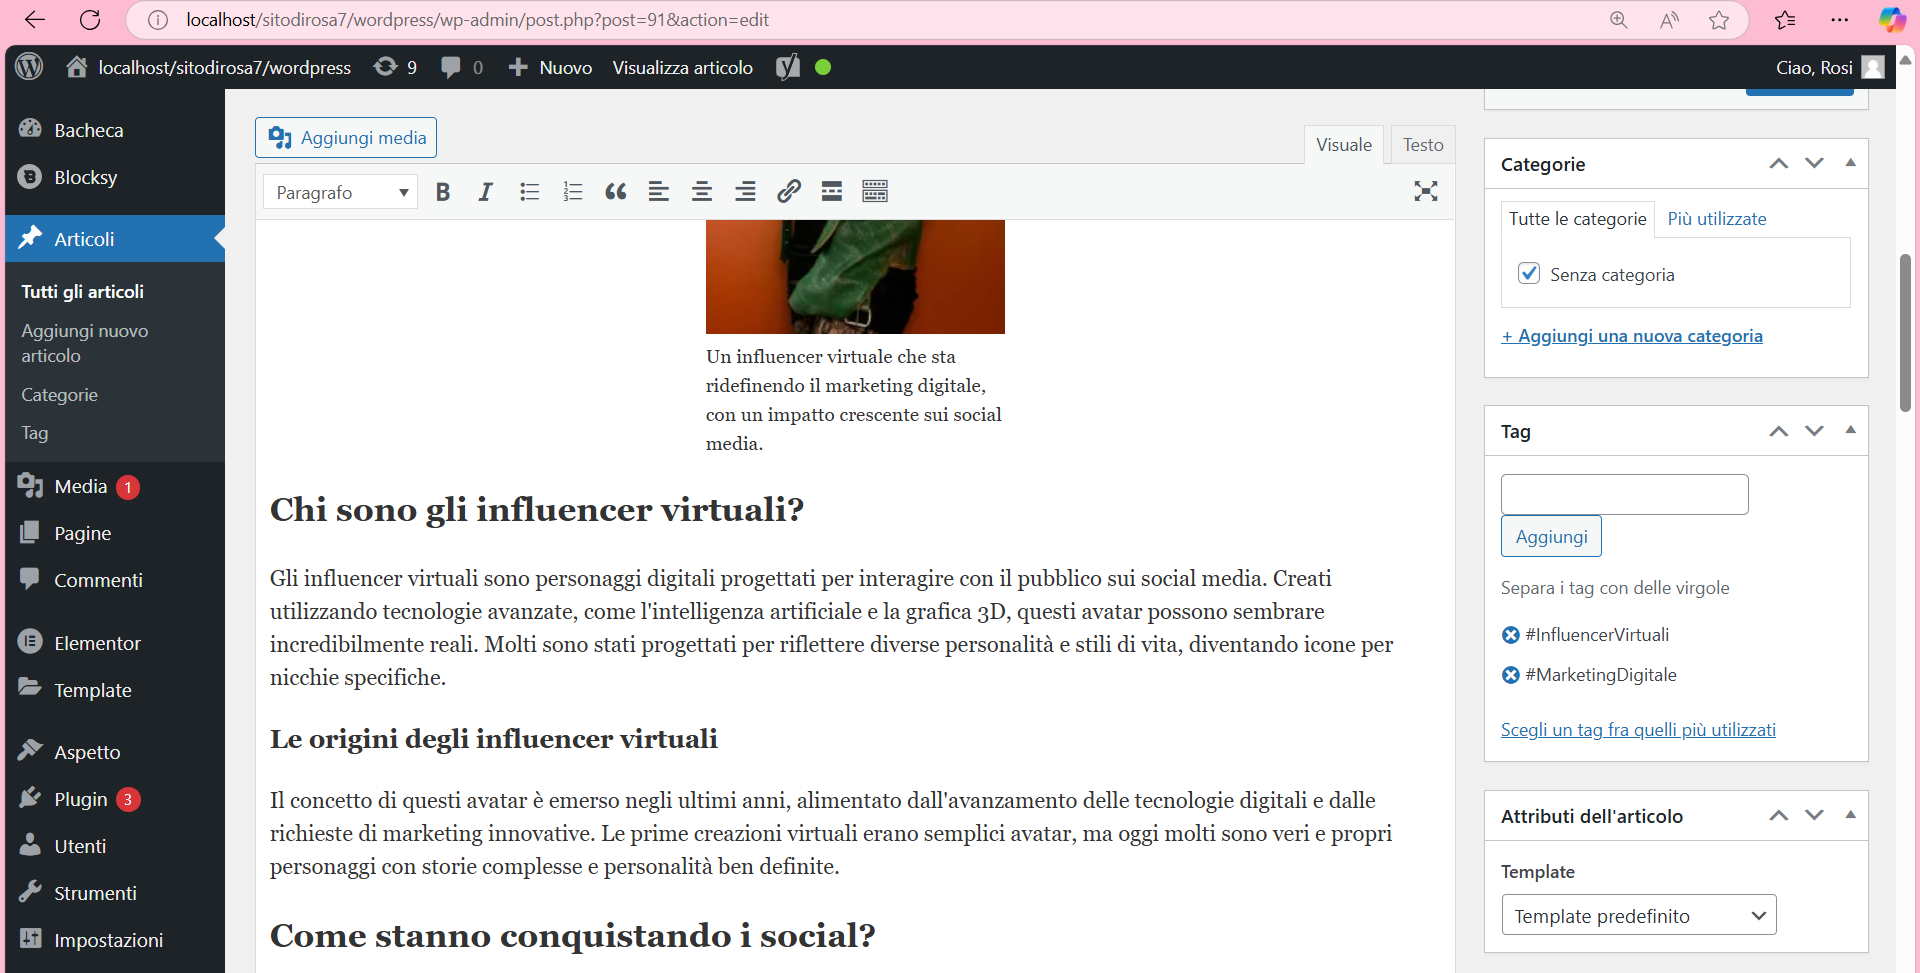 localhost/sitodirosa7/wordpress/wp-admin/post.php?post=91&action=edit
localhost/sitodirosa7/wordpress
9
0
Nuovo
Visualizza articolo
Ciao, Rosi
Bacheca
Blocksy
Articoli
Tutti gli articoli
Aggiungi nuovo
articolo
Categorie
Tag
Media 1
Pagine
Commenti
Elementor
Template
Aspetto
Plugin 3
Utenti
Strumenti
Impostazioni
Aggiungi media
Visuale
Testo
Paragrafo
Un influencer virtuale che sta
ridefinendo il marketing digitale,
con un impatto crescente sui social
media.
Chi sono gli influencer virtuali?
Gli influencer virtuali sono personaggi digitali progettati per interagire con il pubblico sui social media. Creati
utilizzando tecnologie avanzate, come l'intelligenza artificiale e la grafica 3D, questi avatar possono sembrare
incredibilmente reali. Molti sono stati progettati per riflettere diverse personalità e stili di vita, diventando icone per
nicchie specifiche.
Le origini degli influencer virtuali
Il concetto di questi avatar è emerso negli ultimi anni, alimentato dall'avanzamento delle tecnologie digitali e dalle
richieste di marketing innovative. Le prime creazioni virtuali erano semplici avatar, ma oggi molti sono veri e propri
personaggi con storie complesse e personalità ben definite.
Come stanno conquistando i social?
Categorie
Tutte le categorie
Più utilizzate
Senza categoria
+ Aggiungi una nuova categoria
Tag
Aggiungi
Separa i tag con delle virgole
#InfluencerVirtuali
#MarketingDigitale
Scegli un tag fra quelli più utilizzati
Attributi dell'articolo
Template
Template predefinito